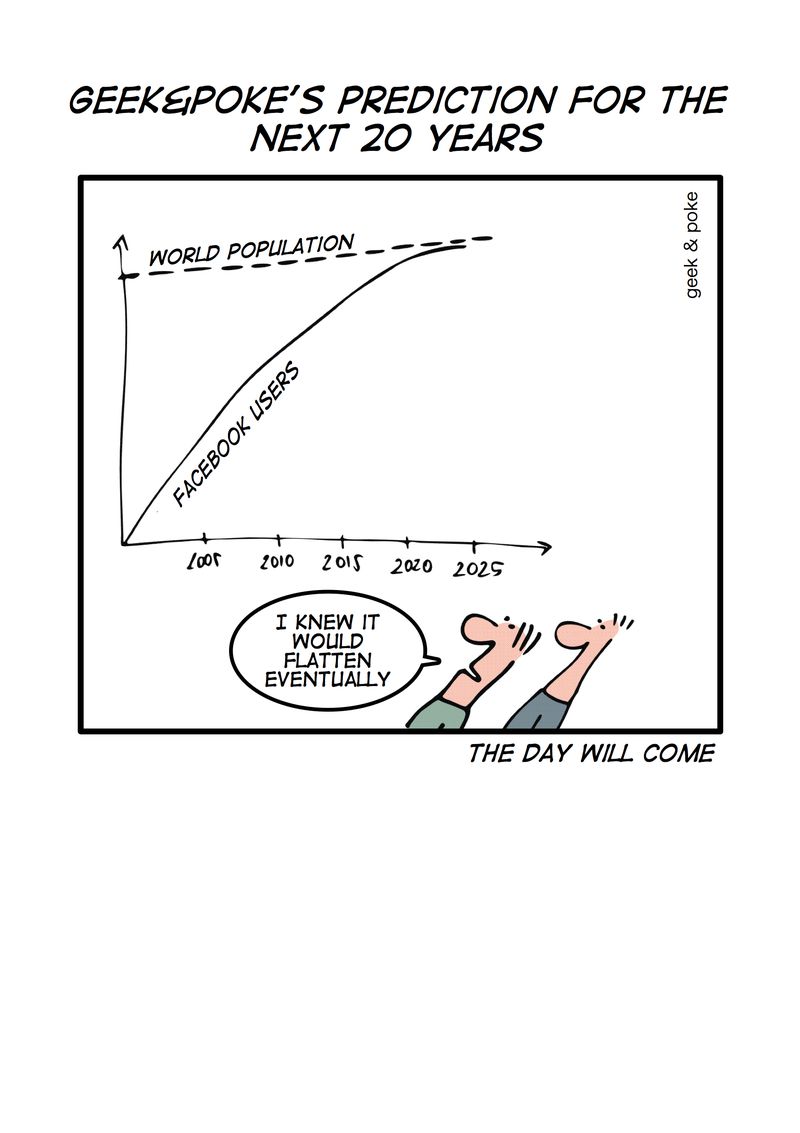 GEEK&POKE'S PREDICTION FOR THE
NEXT 20 YEARS
geek & poke
WORLD POPULATION
FACEBOOK USERS
2005 2010 2015 2020 2025
I KNEW IT
WOULD
FLATTEN
EVENTUALLY
THE DAY WILL COME